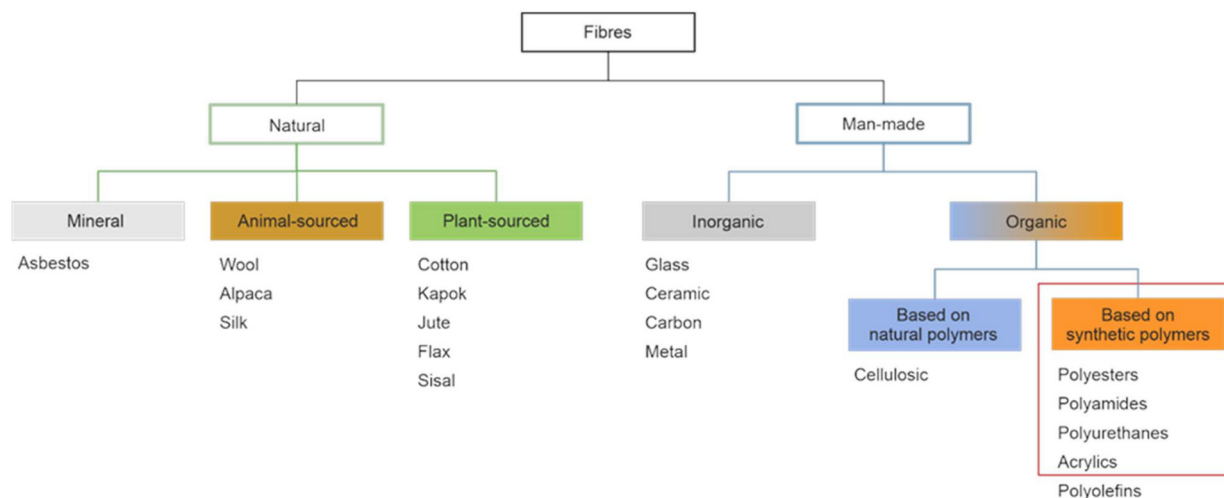 Fibres
Natural
Man-made
Mineral
Animal-sourced
Plant-sourced
Inorganic
Organic
Asbestos
Wool
Alpaca
Silk
Cotton
Kapok
Jute
Flax
Sisal
Glass
Ceramic
Carbon
Metal
Based on
natural polymers
Cellulosic
Based on
synthetic polymers
Polyesters
Polyamides
Polyurethanes
Acrylics
Polyolefins